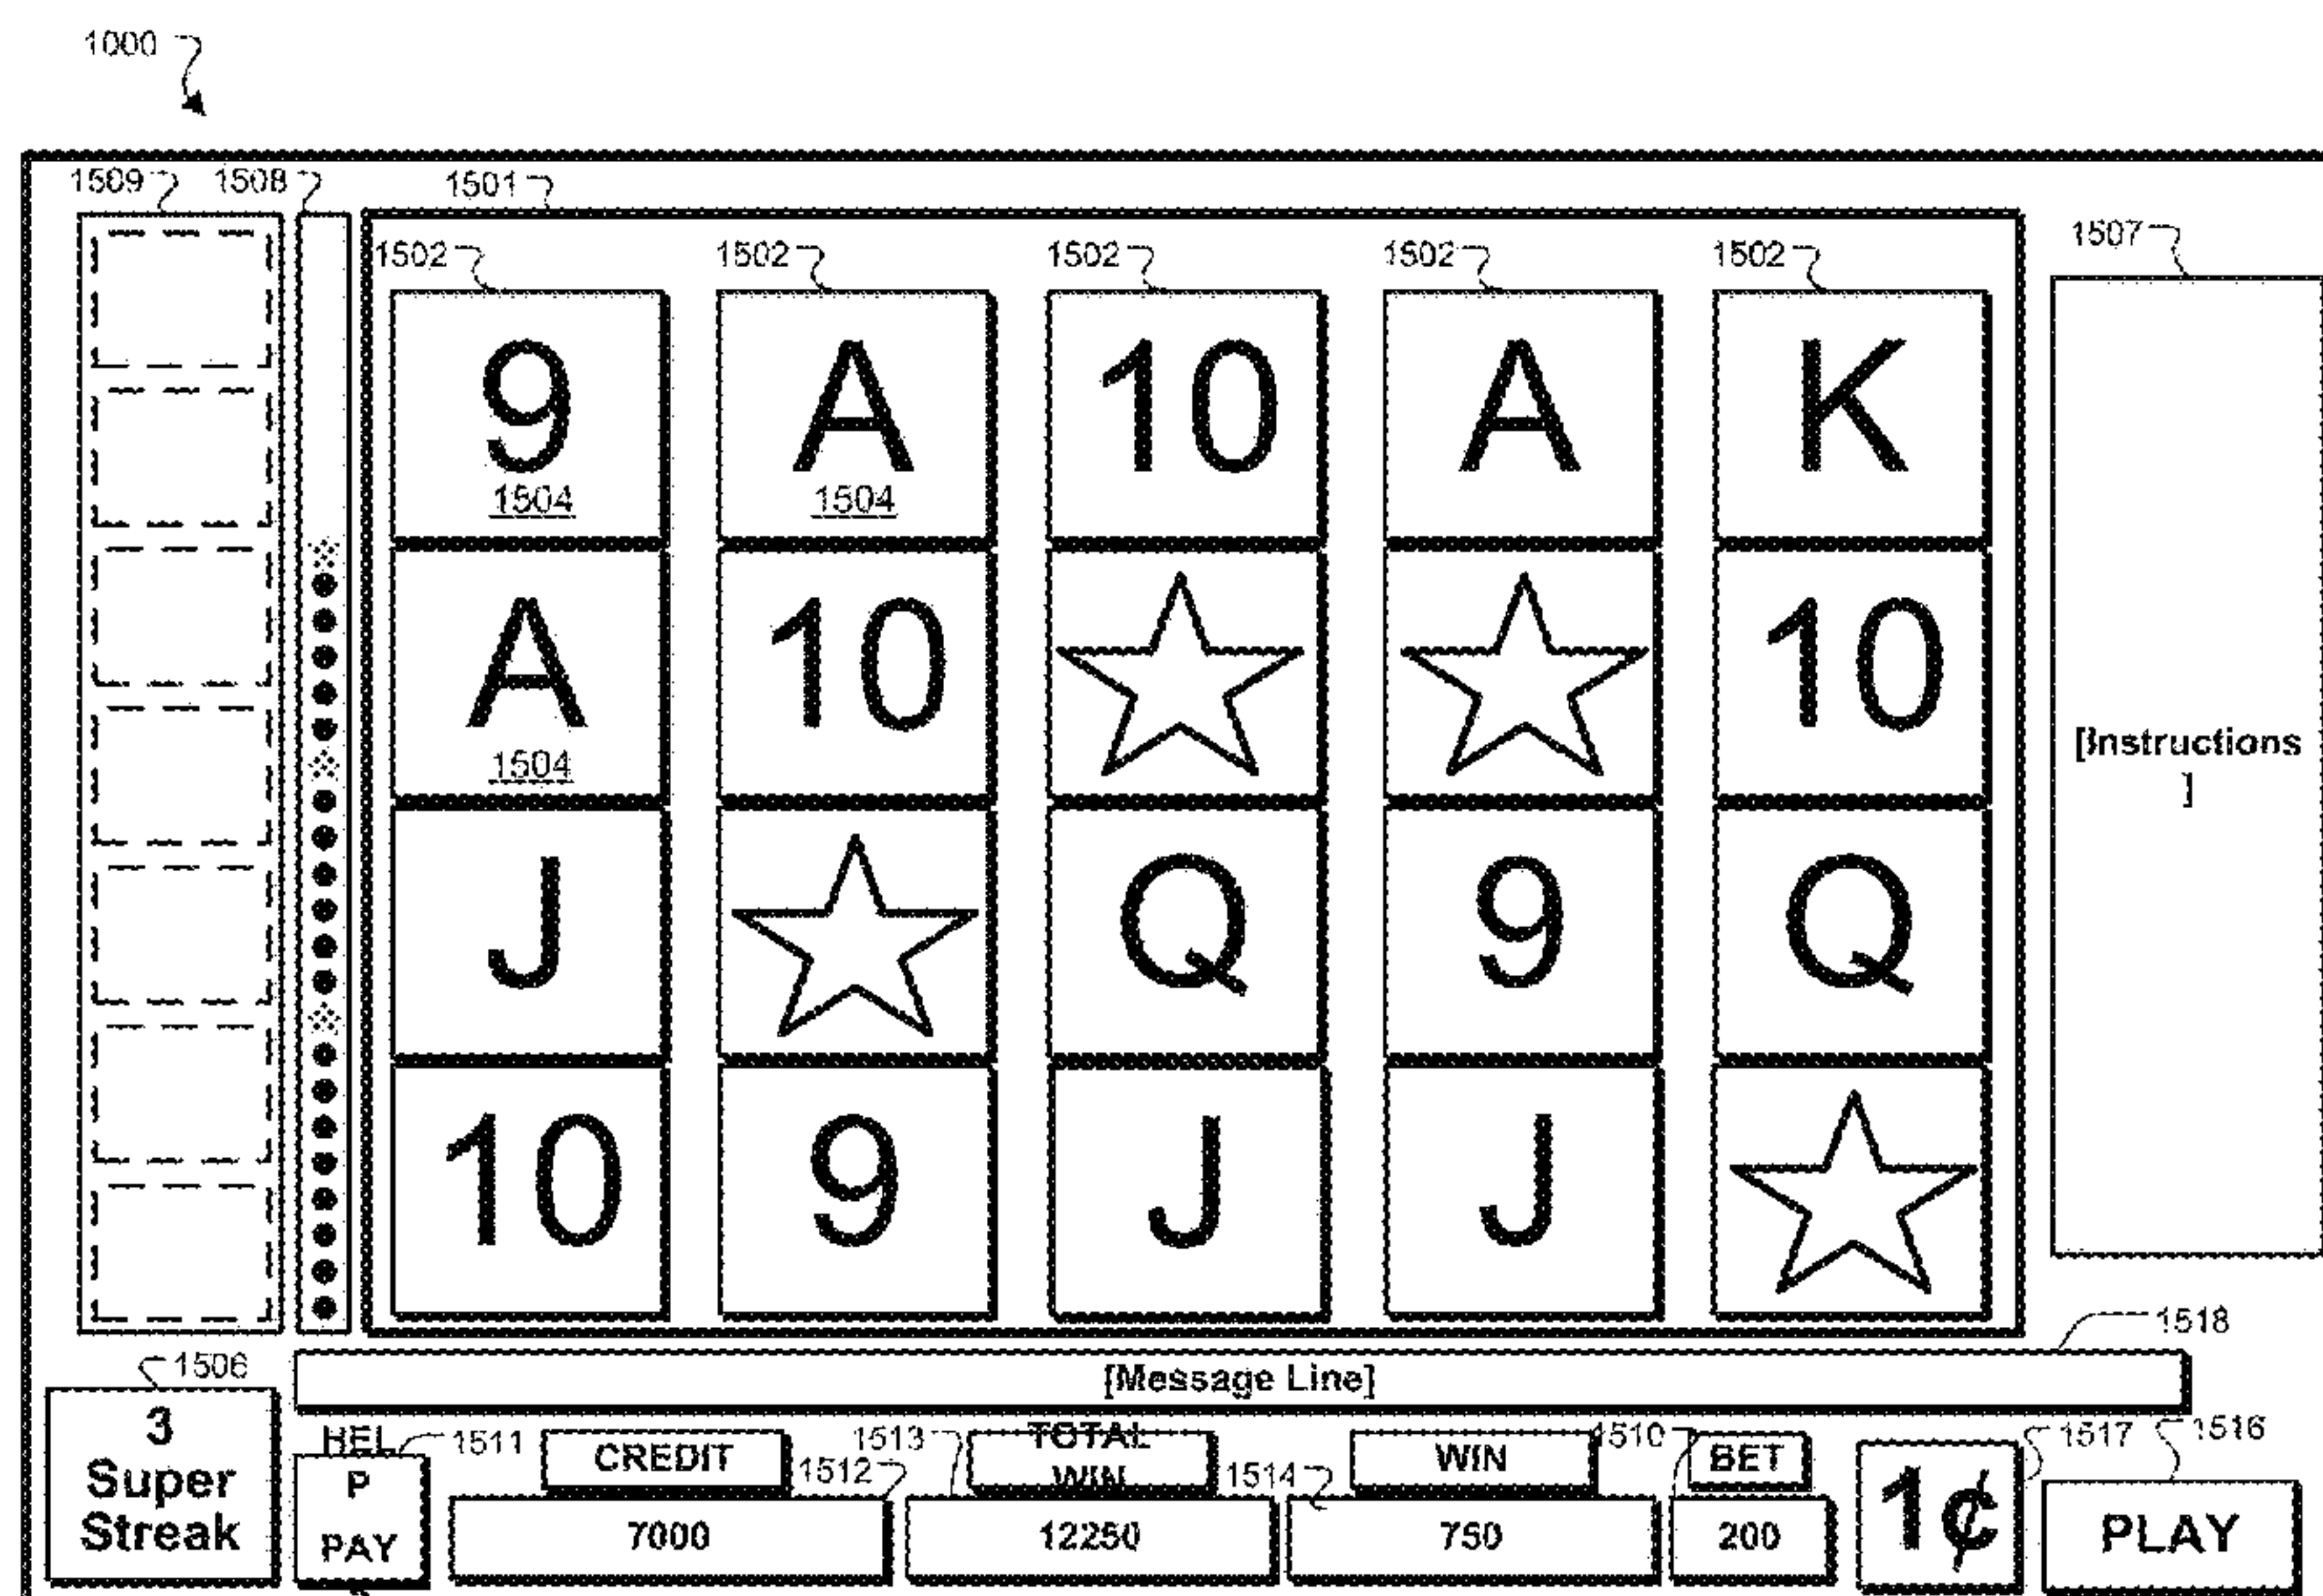 1000
1509 1508 1501
1507
1502 1502 1502 1502 1502
9 A 10 A K
1504 1504
A 10 10
1504
[Instructions
]
J Q 9 Q
10 9 J J
1518
1506
[Message Line]
3
Super
Streak
HEL
P
PAY
1511
CREDIT
1512
1513
TOTAL
WIN
1514
WIN
1510
BET
1517
1516
7000
12250
750
200
1¢
PLAY